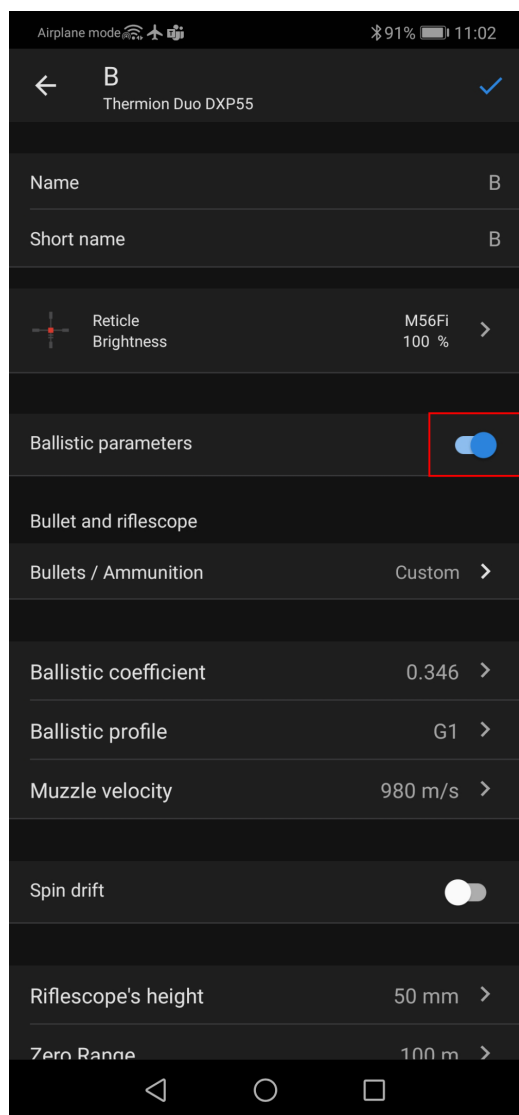 Airplane mode 91% 11:02
B
Thermion Duo DXP55
Name B
Short name B
Reticle M56Fi
Brightness 100 %
Ballistic parameters
Bullet and riflescope
Bullets / Ammunition Custom
Ballistic coefficient 0.346
Ballistic profile G1
Muzzle velocity 980 m/s
Spin drift
Riflescope's height 50 mm
Zero Range 100 m